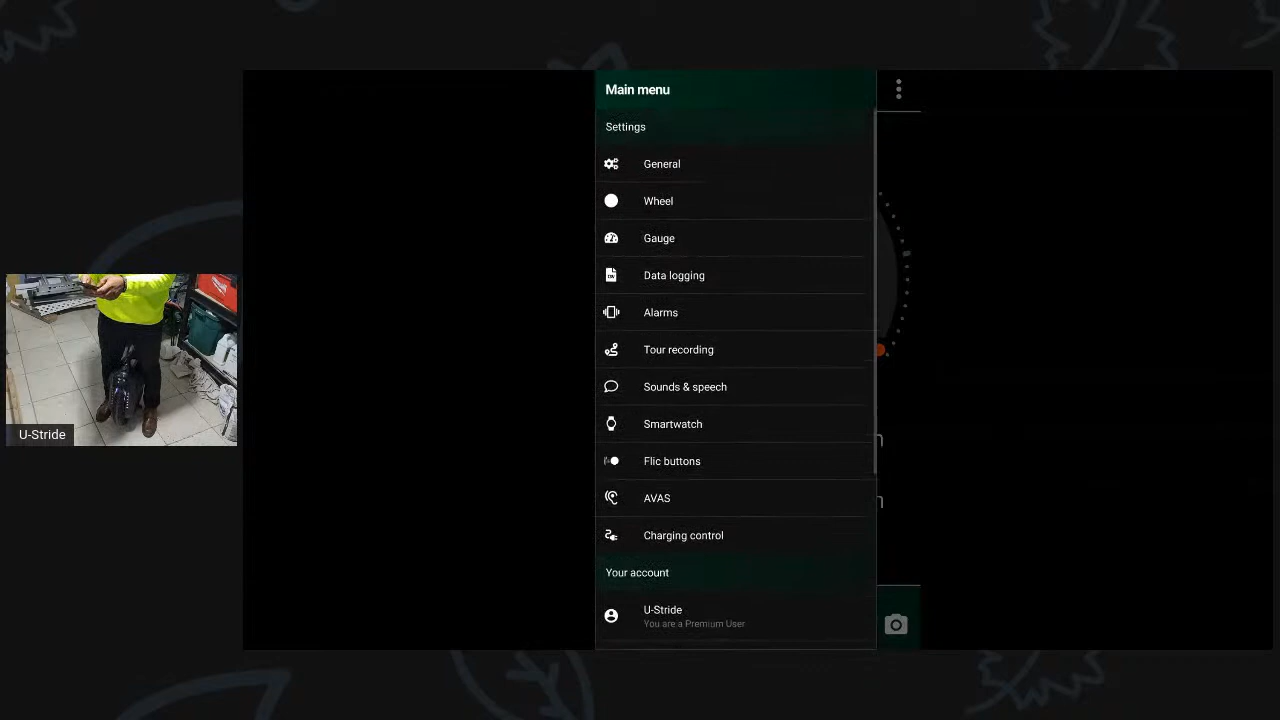 Main menu
Settings
General
Wheel
Gauge
Data logging
Alarms
Tour recording
Sounds & speech
Smartwatch
Flic buttons
AVAS
Charging control
Your account
U-Stride
You are a Premium User
U-Stride